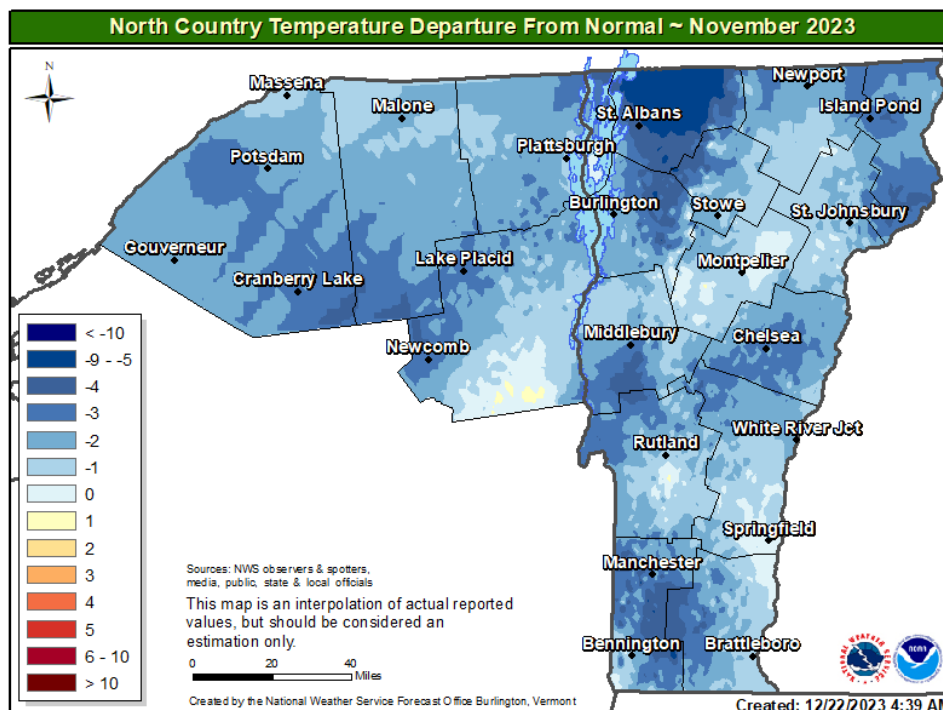 North Country Temperature Departure From Normal ~ November 2023
N
Massena
Malone
Newport
Island Pond
St. Albans
Plattsburgh
Potsdam
Burlington
Stowe
St. Johnsbury
Gouverneur
Lake Placid
Montpelier
Cranberry Lake
Middlebury
Chelsea
Newcomb
White River Jct
Rutland
Springfield
Manchester
Bennington
Brattleboro
< -10
-9 - -5
-4
-3
-2
-1
0
1
2
3
4
5
6 - 10
> 10
Sources: NWS observers & spotters,
media, public, state & local officials
This map is an interpolation of actual reported
values, but should be considered an
estimation only.
0 20 40
Miles
Created by the National Weather Service Forecast Office Burlington, Vermont
NATIONAL WEATHER SERVICE
NOAA
Created: 12/22/2023 4:39 AM